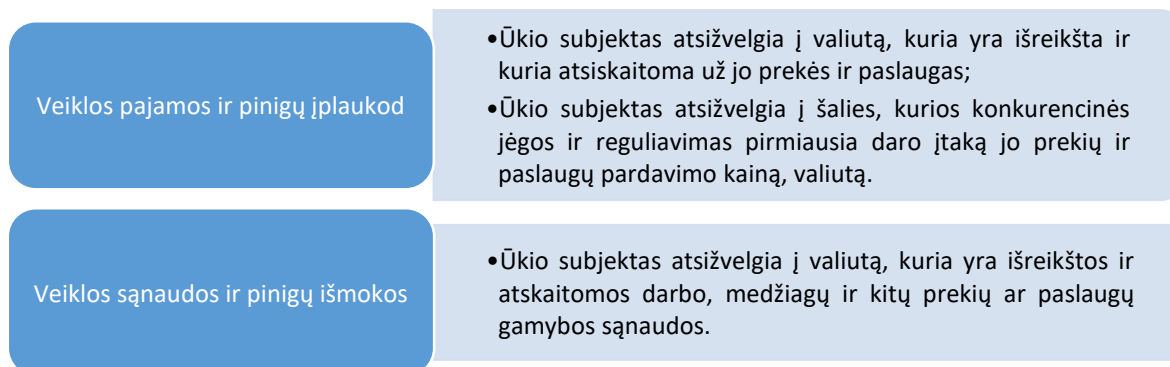 Veiklos pajamos ir pinigų įplaukod
•Ūkio subjektas atsižvelgia į valiutą, kuria yra išreikšta ir
kuria atsiskaitoma už jo prekės ir paslaugas;
•Ūkio subjektas atsižvelgia į šalies, kurios konkurencinės
jėgos ir reguliavimas pirmiausia daro įtaką jo prekių ir
paslaugų pardavimo kainą, valiutą.
Veiklos sąnaudos ir pinigų išmokos
•Ūkio subjektas atsižvelgia į valiutą, kuria yra išreikštos ir
atskaitomos darbo, medžiagų ir kitų prekių ar paslaugų
gamybos sąnaudos.